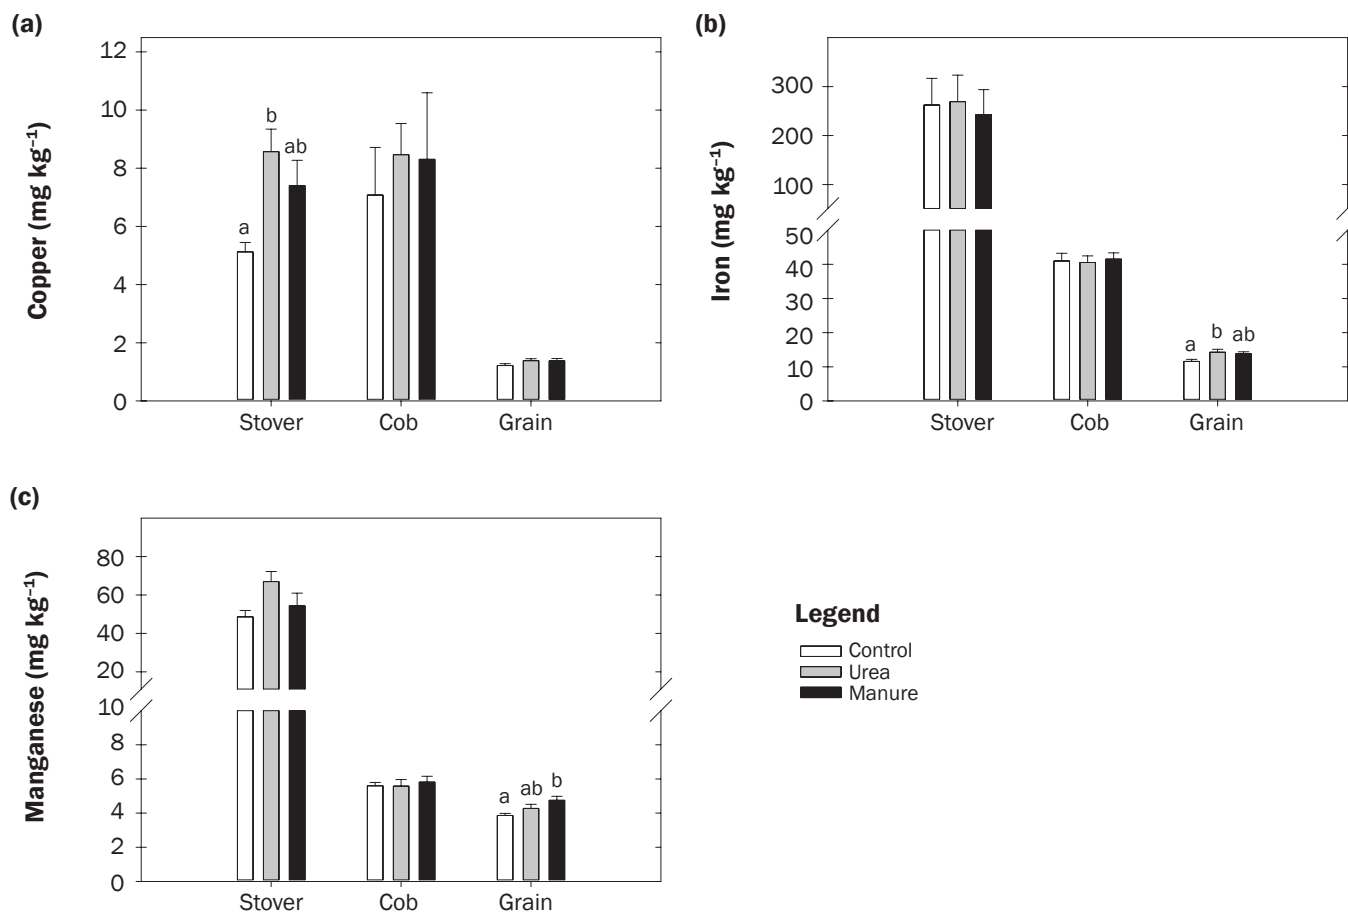 (a)
Copper (mg kg⁻¹)
12
10
8
6
4
2
0
a
b
ab
Stover
Cob
Grain
(b)
Iron (mg kg⁻¹)
300
200
100
50
40
30
20
10
0
a
b
ab
Stover
Cob
Grain
(c)
Manganese (mg kg⁻¹)
80
60
40
20
10
8
6
4
2
0
a
ab
b
Stover
Cob
Grain
Legend
Control
Urea
Manure